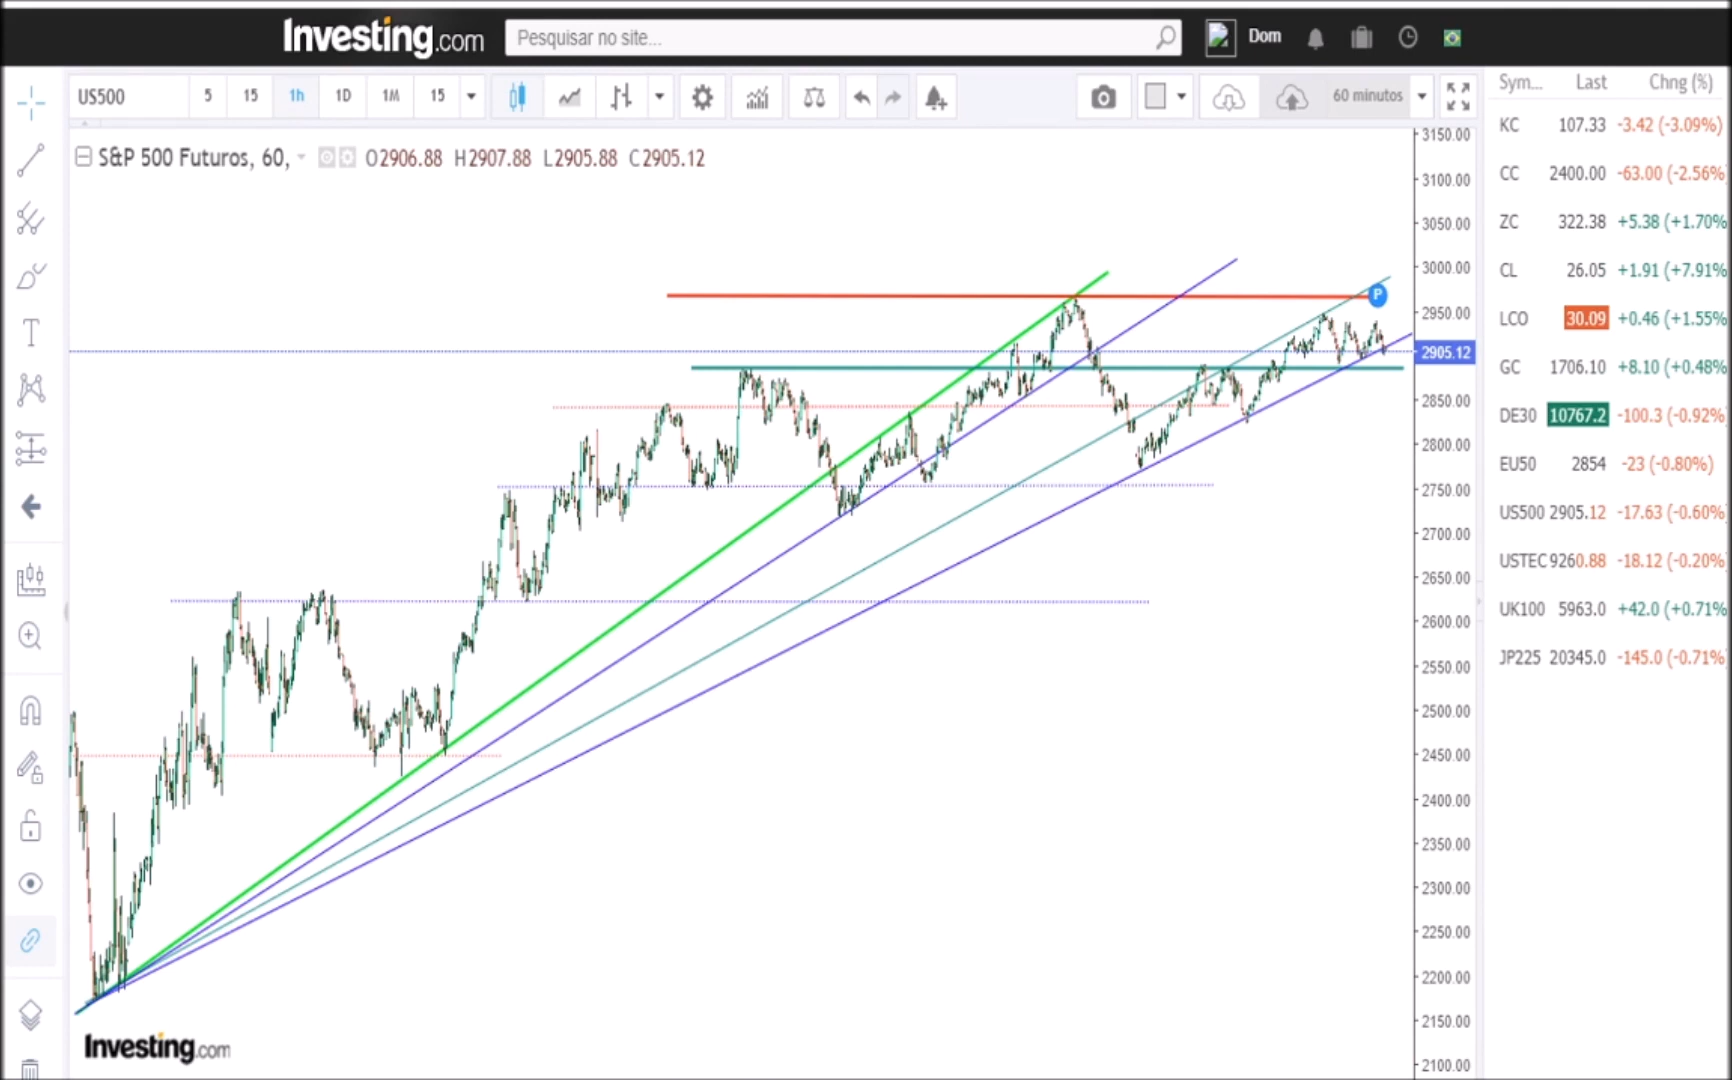 Investing.com
Pesquisar no site...
Dom
US500 5 15 1h 1D 1M 15
60 minutos
S&P 500 Futuros, 60, O2906.88 H2907.88 L2905.88 C2905.12
Sym... Last Chng (%)
KC 107.33 -3.42 (-3.09%)
CC 2400.00 -63.00 (-2.56%
ZC 322.38 +5.38 (+1.70%
CL 26.05 +1.91 (+7.91%
LCO 30.09 +0.46 (+1.55%
GC 1706.10 +8.10 (+0.48%
DE30 10767.2 -100.3 (-0.92%
EU50 2854 -23 (-0.80%)
US500 2905.12 -17.63 (-0.60%
USTEC 9260.88 -18.12 (-0.20%
UK100 5963.0 +42.0 (+0.71%
JP225 20345.0 -145.0 (-0.71%
3150.00
3100.00
3050.00
3000.00
P
2950.00
2905.12
2850.00
2800.00
2750.00
2700.00
2650.00
2600.00
2550.00
2500.00
2450.00
2400.00
2350.00
2300.00
2250.00
2200.00
2150.00
2100.00
T
Investing.com